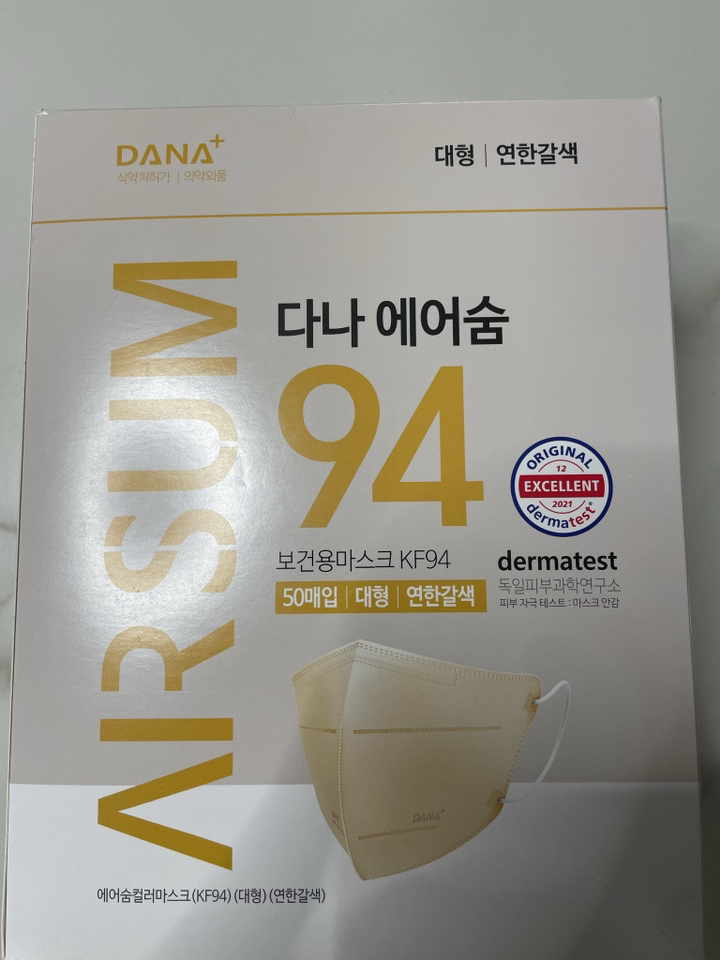 DANA+
식약처허가 | 의약외품
대형 | 연한갈색
AIRSUM
다나 에어숨
94
보건용마스크 KF94
50매입 | 대형 | 연한갈색
ORIGINAL
12
EXCELLENT
2021
dermatest®
dermatest
독일피부과학연구소
피부 자극 테스트 : 마스크 안감
DANA+
에어숨컬러마스크(KF94) (대형) (연한갈색)